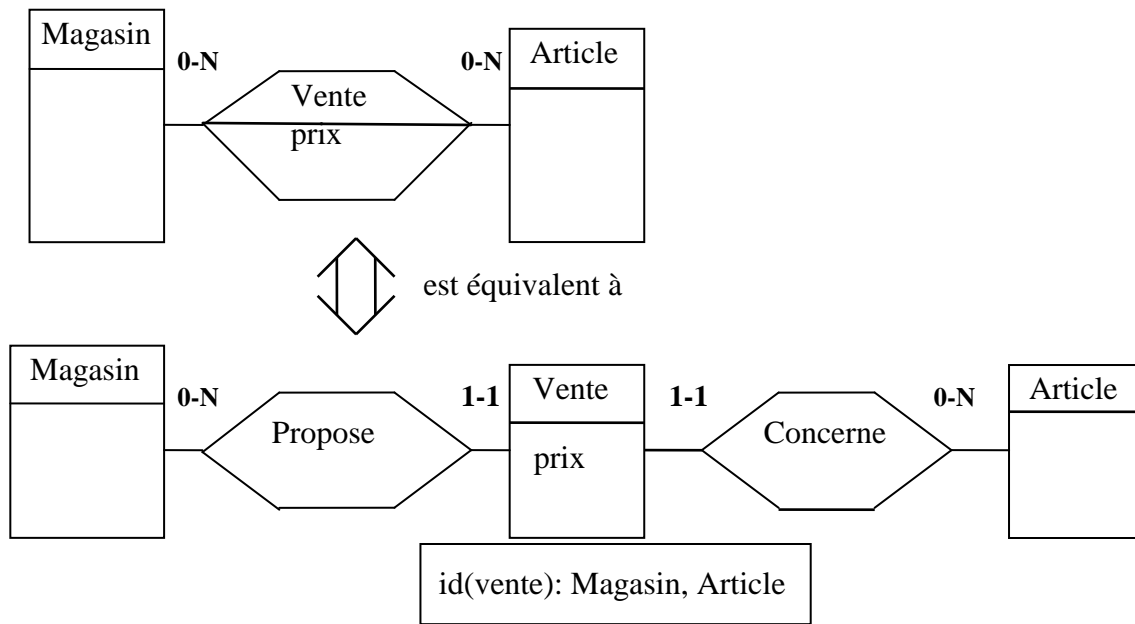 Magasin
0-N
0-N
Article
Vente
prix
est équivalent à
Magasin
0-N
Propose
1-1
Vente
prix
1-1
Concerne
0-N
Article
id(vente): Magasin, Article